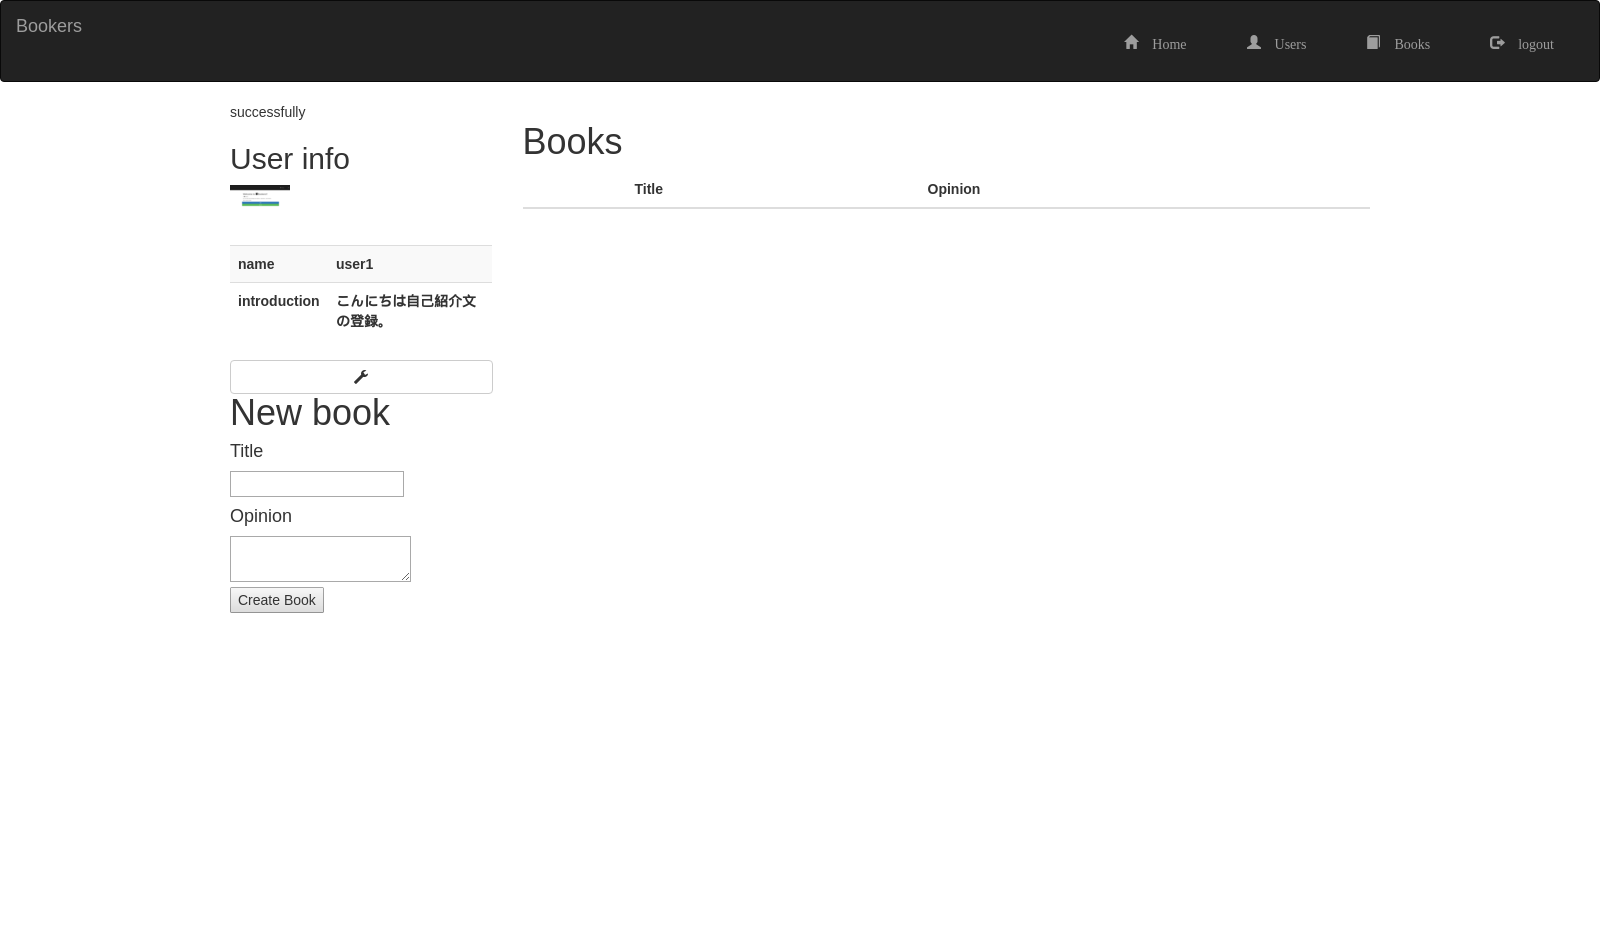 Bookers
Home
Users
Books
logout
successfully
User info
name user1
introduction こんにちは自己紹介文
の登録。
New book
Title
Opinion
Create Book
Books
Title Opinion